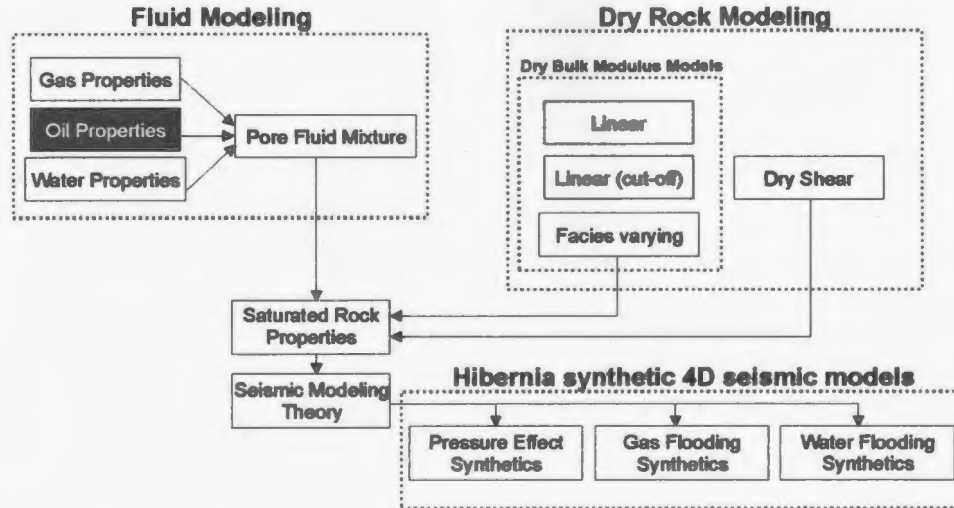 Fluid Modeling
Gas Properties
Oil Properties
Water Properties
Pore Fluid Mixture
Dry Rock Modeling
Dry Bulk Modulus Models
Linear
Linear (cut-off)
Facies varying
Dry Shear
Saturated Rock
Properties
Seismic Modeling
Theory
Hibernia synthetic 4D seismic models
Pressure Effect
Synthetics
Gas Flooding
Synthetics
Water Flooding
Synthetics